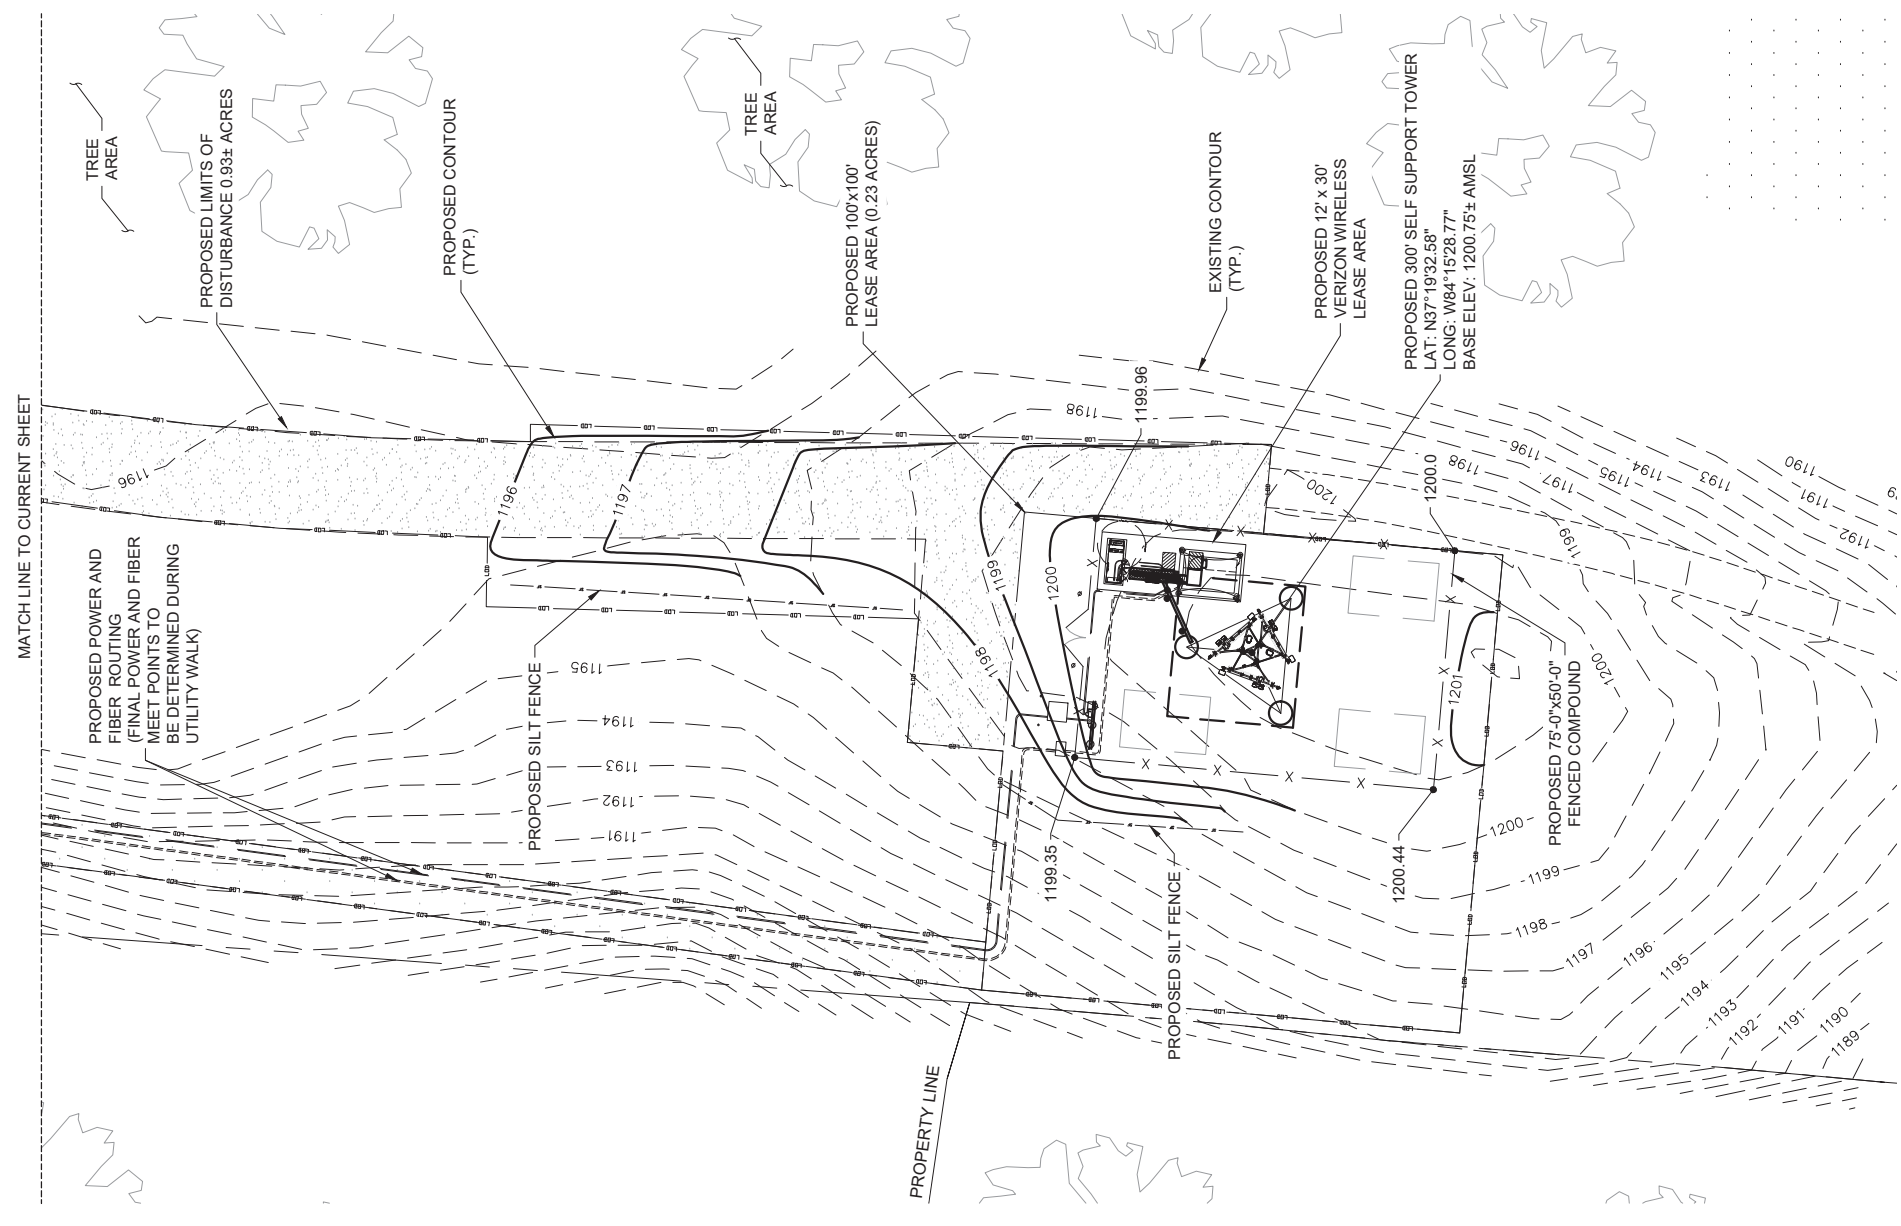 MATCH LINE TO CURRENT SHEET
TREE
AREA
PROPOSED LIMITS OF
DISTURBANCE 0.93± ACRES
PROPOSED CONTOUR
(TYP.)
TREE
AREA
PROPOSED 100'x100'
LEASE AREA (0.23 ACRES)
EXISTING CONTOUR
(TYP.)
PROPOSED 12' x 30'
VERIZON WIRELESS
LEASE AREA
PROPOSED 300' SELF SUPPORT TOWER
LAT: N37°19'32.58"
LONG: W84°15'28.77"
BASE ELEV: 1200.75'± AMSL
PROPOSED POWER AND
FIBER ROUTING
(FINAL POWER AND FIBER
MEET POINTS TO
BE DETERMINED DURING
UTILITY WALK)
PROPOSED SILT FENCE
PROPOSED SILT FENCE
PROPOSED 75'-0"x50'-0"
FENCED COMPOUND
PROPERTY LINE
1199.96
1200.0
1199.35
1200.44
1196
1196
1197
1198
1199
1200
1201
1198
1200
1195
1194
1193
1192
1191
1198
1197
1196
1195
1194
1193
1192
1191
1190
1199
1200
1200
1199
1198
1197
1196
1195
1194
1193
1192
1191
1190
1189